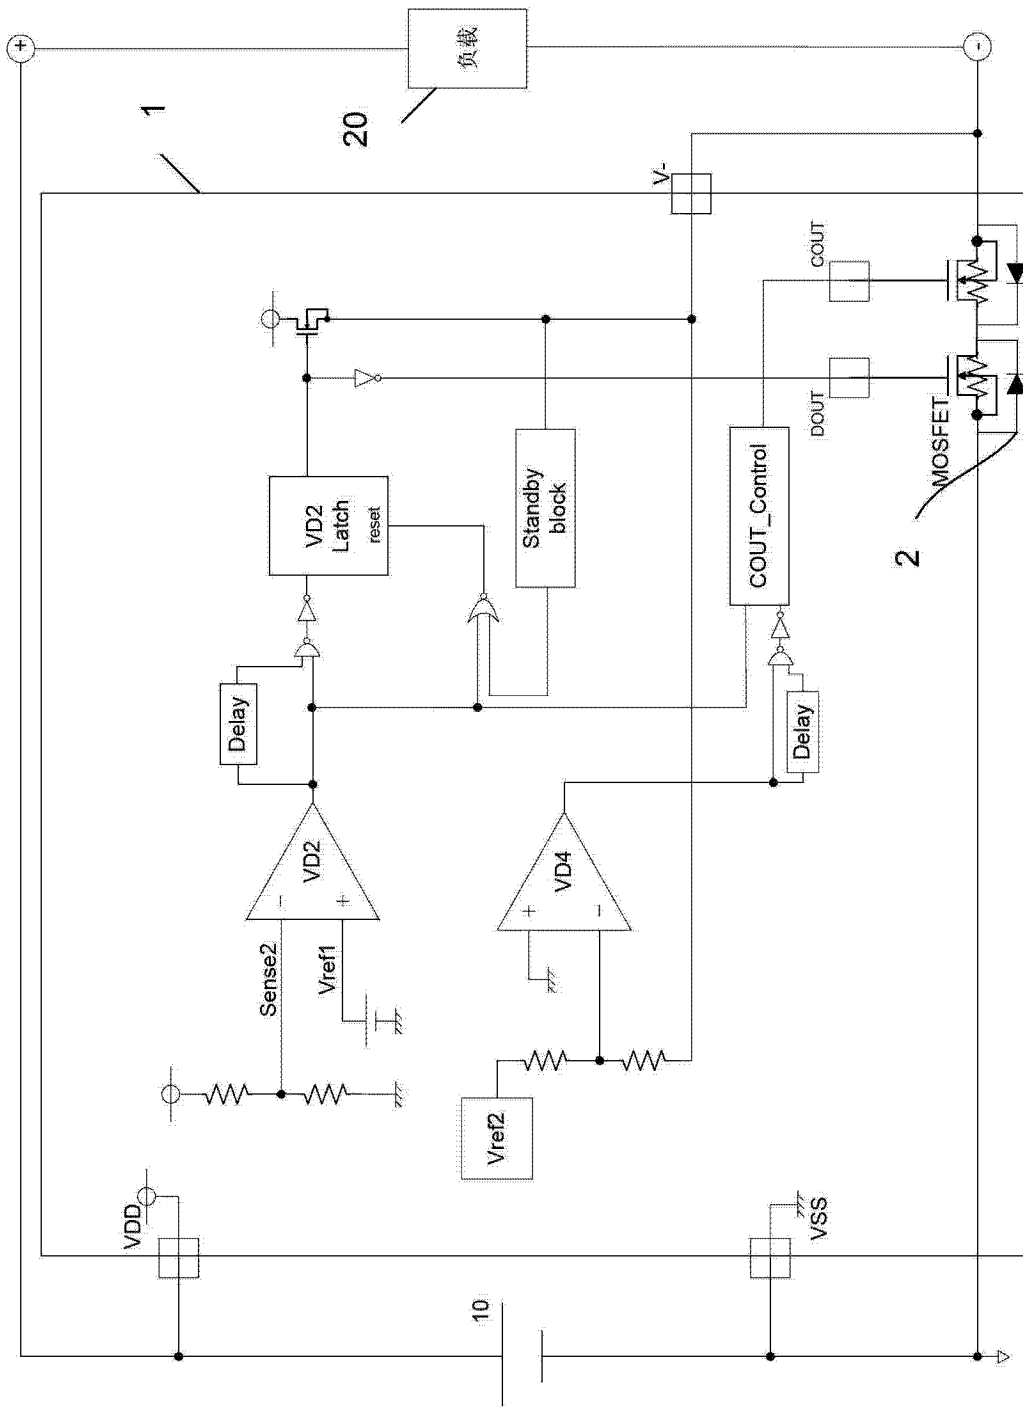 +
负载
-
1
20
V-
COUT
DOUT
MOSFET
2
VD2
Latch
reset
Standby
block
COUT_Control
Delay
Delay
VD2
-
+
VD4
+
-
Sense2
Vref1
Vref2
VDD
VSS
10